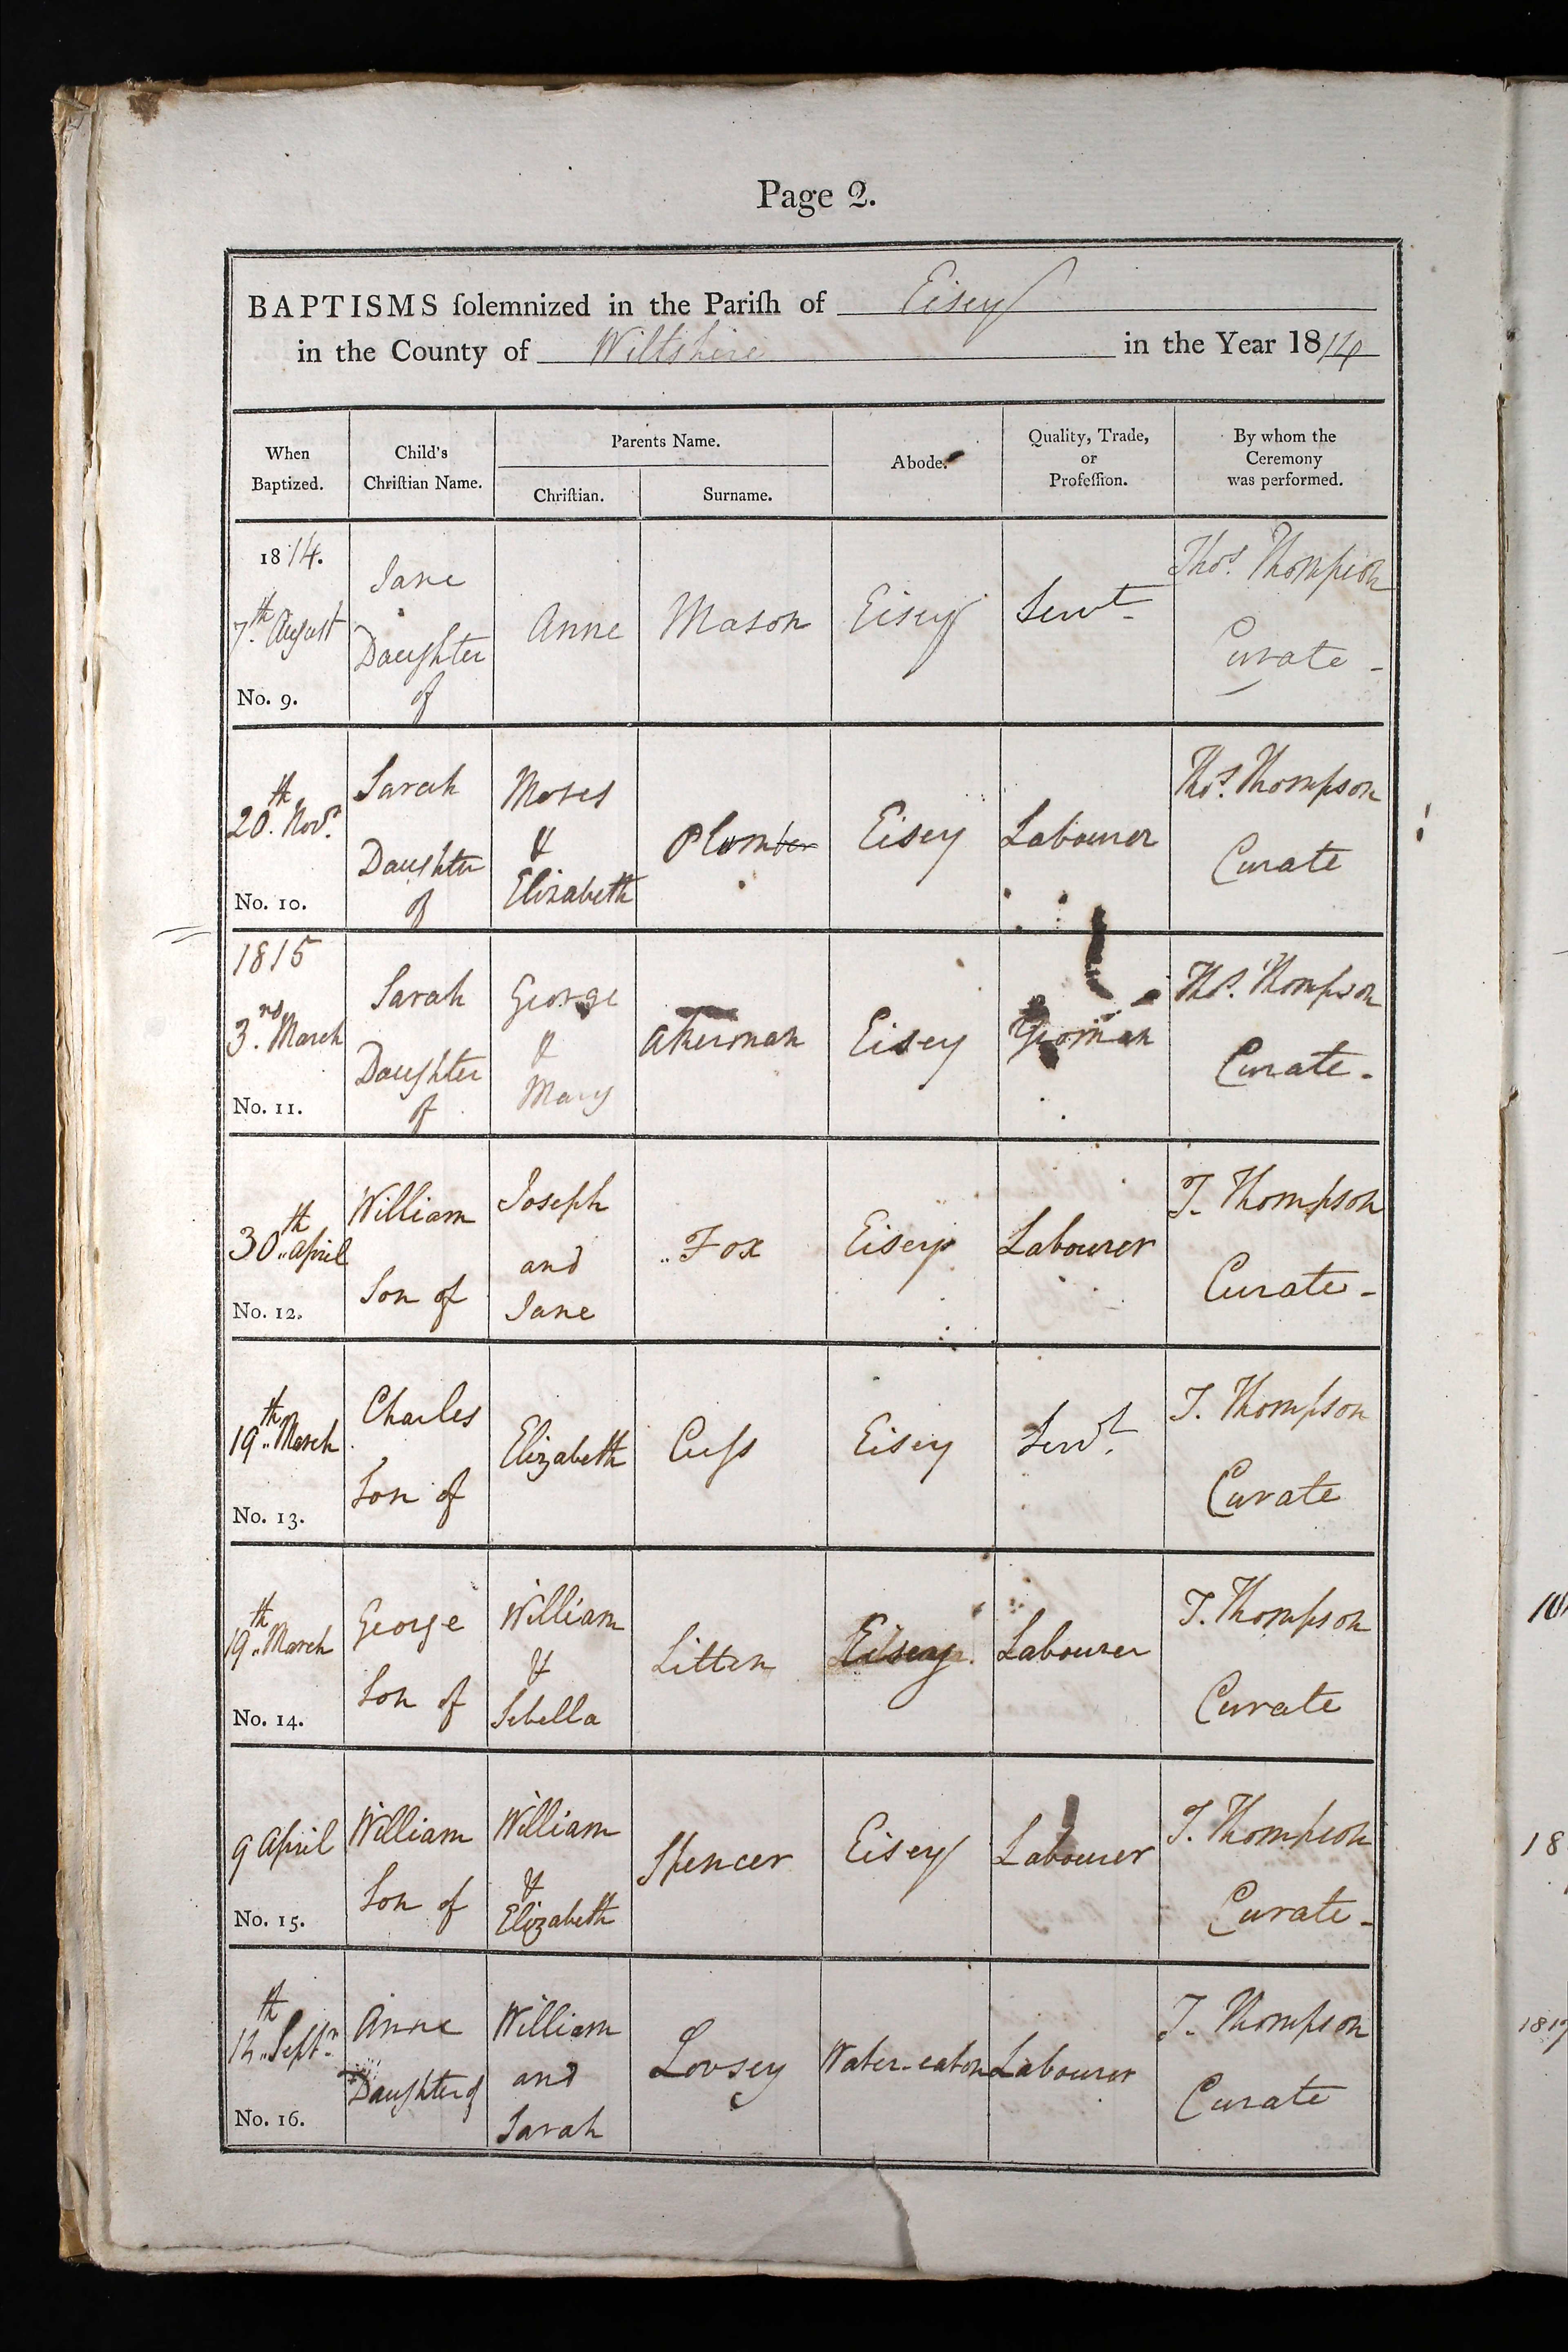 Page 2.
BAPTISMS ſolemnized in the Pariſh of Eisey
in the County of Wiltshire in the Year 1814
When Baptized.
Child's Chriſtian Name.
Parents Name.
Chriſtian.
Surname.
Abode.
Quality, Trade, or Profeſſion.
By whom the Ceremony was performed.
1814.
7th August
No. 9.
Jane
Daughter
of
Anne
Mason
Eisey
Servt
Thos. Thompson
Curate -
20th Novr.
No. 10.
Sarah
Daughter
of
Moses
&
Elizabeth
Plomber
Eisey
Labourer
Thos. Thompson
Curate
1815
3rd March
No. 11.
Sarah
Daughter
of
George
&
Mary
Akerman
Eisey
Yeoman
Thos. Thompson
Curate -
30th April
No. 12.
William
Son of
Joseph
and
Jane
Fox
Eisey
Labourer
T. Thompson
Curate -
19th March
No. 13.
Charles
Son of
Elizabeth
Cuſs
Eisey
Servt.
T. Thompson
Curate
19th March
No. 14.
George
Son of
William
&
Sebella
Litten
Eisey
Labourer
T. Thompson
Curate
9 April
No. 15.
William
Son of
William
&
Elizabeth
Spencer
Eisey
Labourer
T. Thompson
Curate -
12th Septr.
No. 16.
Anne
Daughter of
William
and
Sarah
Lovsey
Water-eaton
Labourer
T. Thompson
Curate
18
1817